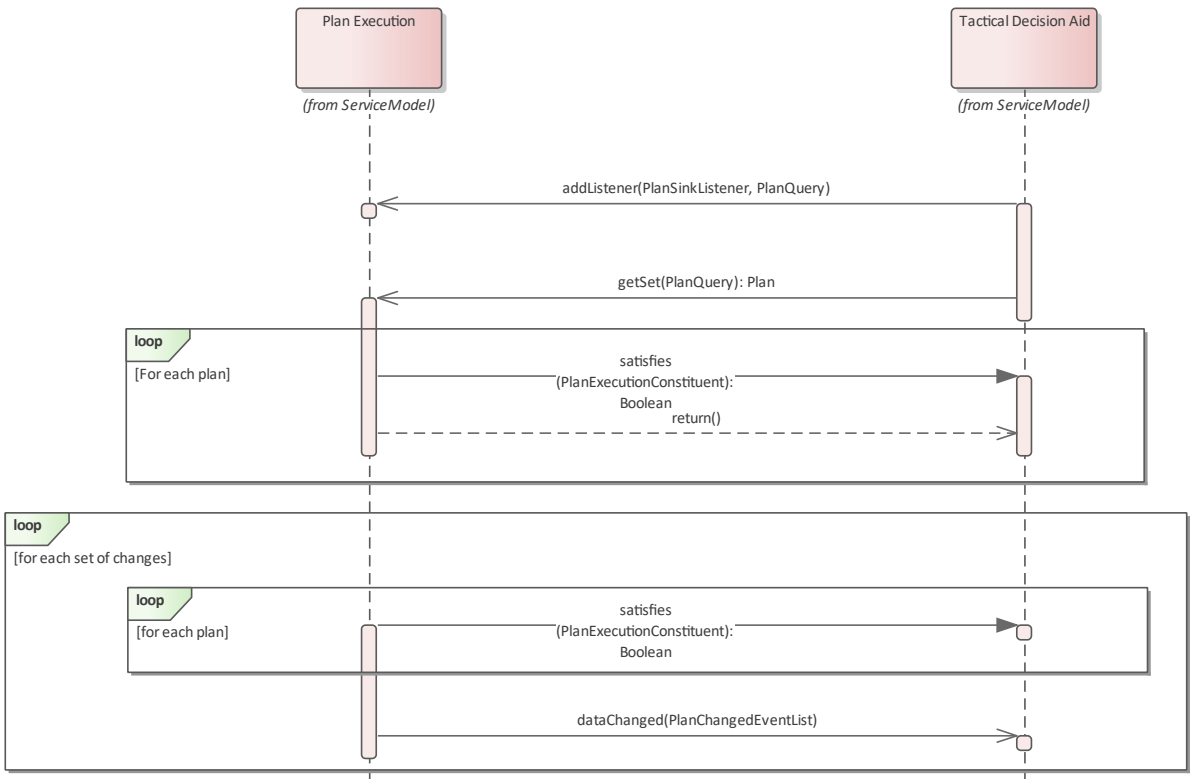 Plan Execution
Tactical Decision Aid
(from ServiceModel)
(from ServiceModel)
addListener(PlanSinkListener, PlanQuery)
getSet(PlanQuery): Plan
loop
[For each plan]
satisfies
(PlanExecutionConstituent):
Boolean
return()
loop
[for each set of changes]
loop
[for each plan]
satisfies
(PlanExecutionConstituent):
Boolean
dataChanged(PlanChangedEventList)